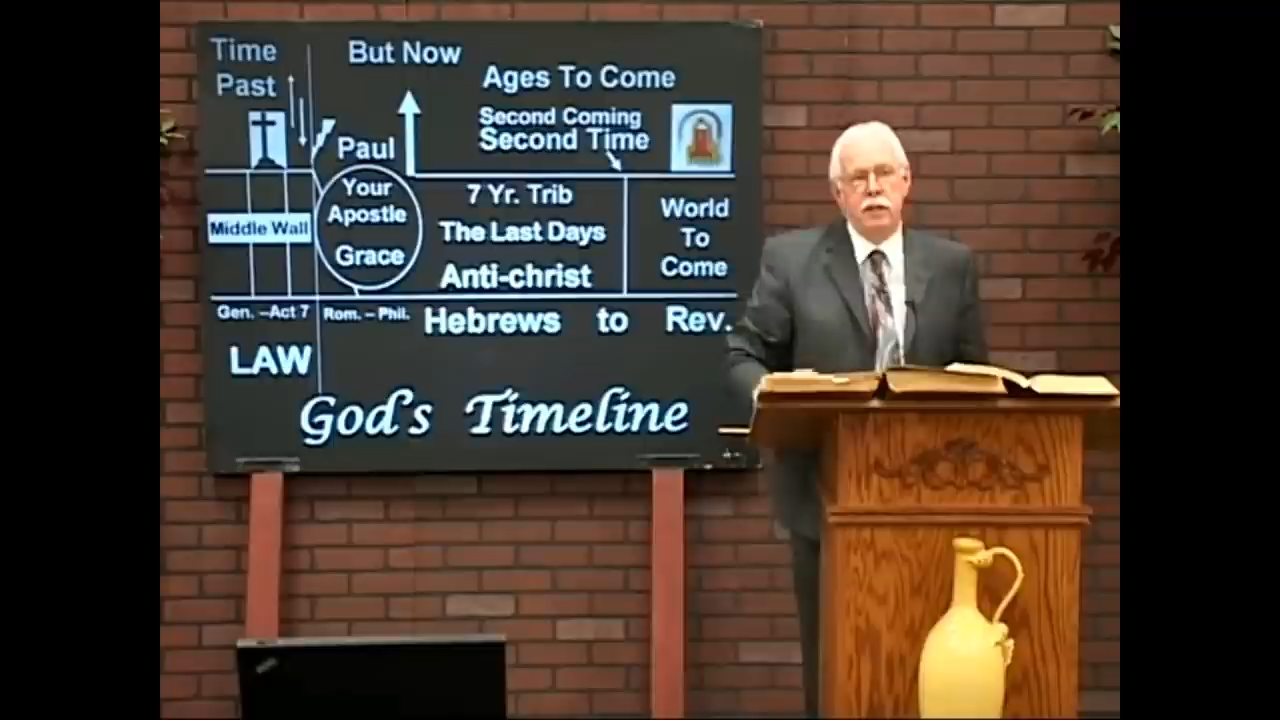 Time
Past
But Now
Ages To Come
Second Coming
Second Time
Paul
Your
Apostle
Grace
Middle Wall
7 Yr. Trib
The Last Days
Anti-christ
World
To
Come
Gen. –Act 7
Rom. – Phil.
Hebrews to Rev.
LAW
God's Timeline